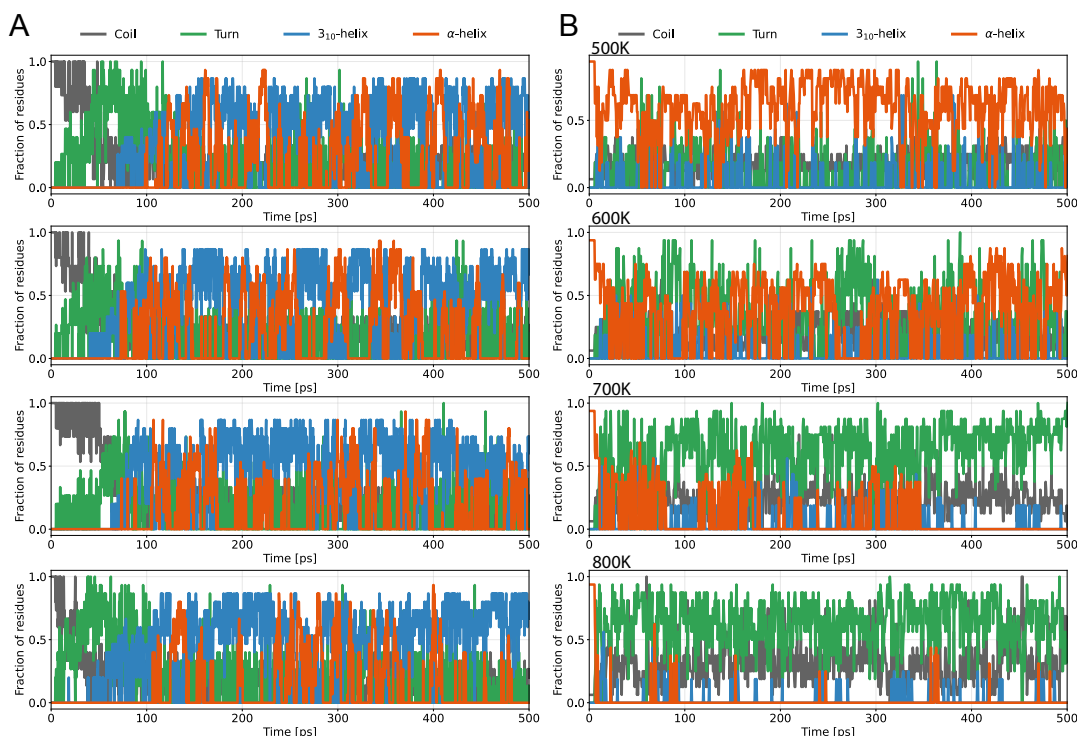 A
B
Coil Turn 3₁₀-helix α-helix
Coil Turn 3₁₀-helix α-helix
Fraction of residues
1.0
0.5
0.0
0 100 200 300 400 500
Time [ps]
500K
Fraction of residues
0.5
0.0
0 100 200 300 400 500
Time [ps]
Fraction of residues
1.0
0.5
0.0
0 100 200 300 400 500
Time [ps]
600K
Fraction of residues
1.0
0.5
0.0
0 100 200 300 400 500
Time [ps]
Fraction of residues
1.0
0.5
0.0
0 100 200 300 400 500
Time [ps]
700K
Fraction of residues
1.0
0.5
0.0
0 100 200 300 400 500
Time [ps]
Fraction of residues
1.0
0.5
0.0
0 100 200 300 400 500
Time [ps]
800K
Fraction of residues
1.0
0.5
0.0
0 100 200 300 400 500
Time [ps]